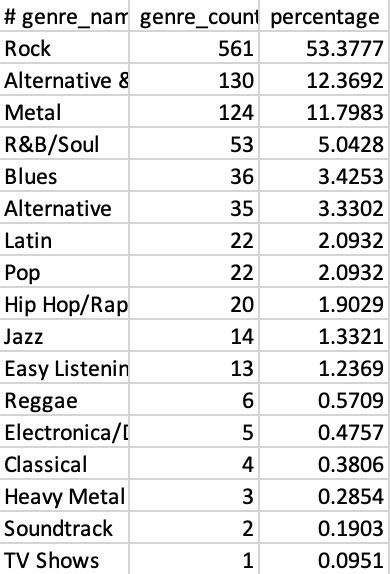 # genre_nam genre_count percentage
Rock 561 53.3777
Alternative & 130 12.3692
Metal 124 11.7983
R&B/Soul 53 5.0428
Blues 36 3.4253
Alternative 35 3.3302
Latin 22 2.0932
Pop 22 2.0932
Hip Hop/Rap 20 1.9029
Jazz 14 1.3321
Easy Listenin 13 1.2369
Reggae 6 0.5709
Electronica/D 5 0.4757
Classical 4 0.3806
Heavy Metal 3 0.2854
Soundtrack 2 0.1903
TV Shows 1 0.0951